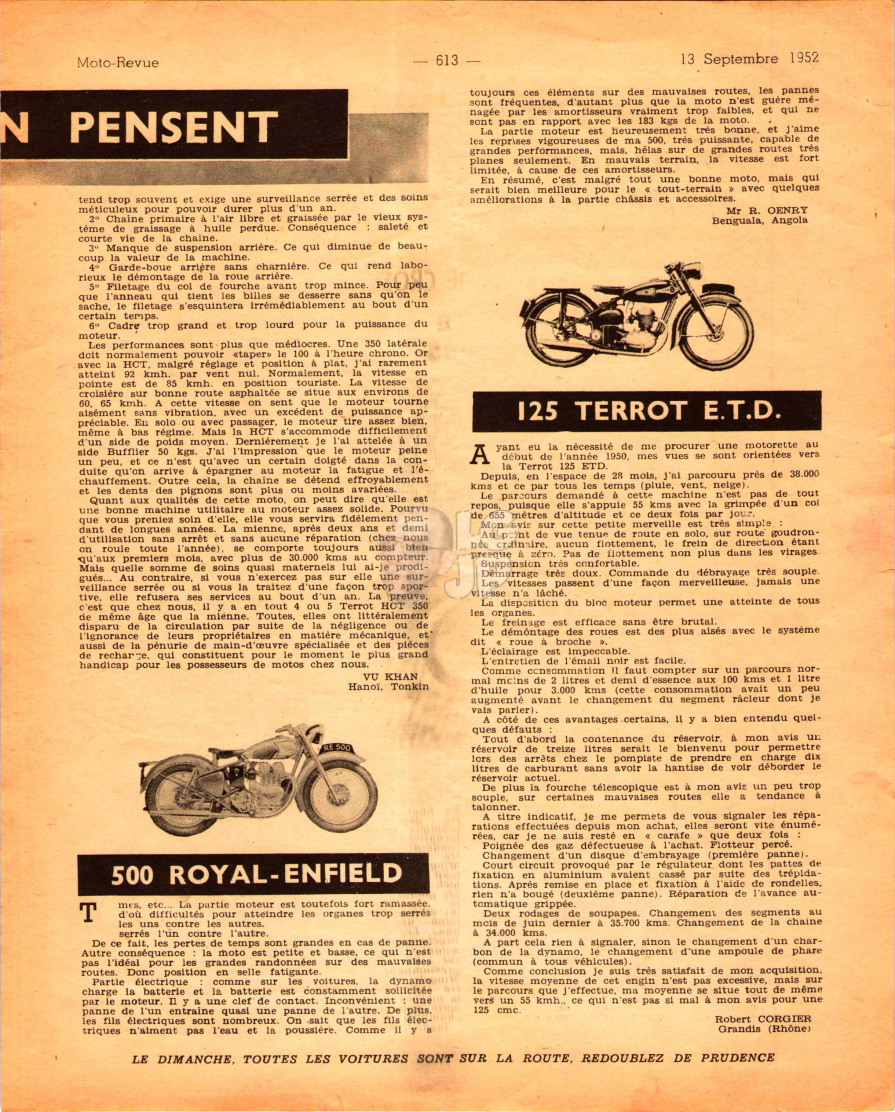 Moto-Revue
— 613 —
13 Septembre 1952
N PENSENT
tend trop souvent et exige une surveillance serrée et des soins
méticuleux pour pouvoir durer plus d'un an.
2° Chaîne primaire à l'air libre et graissée par le vieux sys-
tème de graissage à huile perdue. Conséquence : saleté et
courte vie de la chaine.
3° Manque de suspension arrière. Ce qui diminue de beau-
coup la valeur de la machine.
4° Garde-boue arrière sans charnière. Ce qui rend labo-
rieux le démontage de la roue arrière.
5° Filetage du col de fourche avant trop mince. Pour peu
que l'anneau qui tient les billes se desserre sans qu'on le
sache, le filetage s'esquintera irrémédiablement au bout d'un
certain temps.
6° Cadre trop grand et trop lourd pour la puissance du
moteur.
Les performances sont plus que médiocres. Une 350 latérale
doit normalement pouvoir «taper» le 100 à l'heure chrono. Or
avec la HCT, malgré réglage et position à plat, j'ai rarement
atteint 92 kmh. par vent nul. Normalement, la vitesse en
pointe est de 85 kmh. en position touriste. La vitesse de
croisière sur bonne route asphaltée se situe aux environs de
60, 65 kmh. A cette vitesse on sent que le moteur tourne
aisément sans vibration, avec un excédent de puissance ap-
préciable. En solo ou avec passager, le moteur tire assez bien,
même à bas régime. Mais la HCT s'accommode difficilement
d'un side de poids moyen. Dernièrement je l'ai attelée à un
side Bufflier 50 kgs. J'ai l'impression que le moteur peine
un peu, et ce n'est qu'avec un certain doigté dans la con-
duite qu'on arrive à épargner au moteur la fatigue et l'é-
chauffement. Outre cela, la chaîne se détend effroyablement
et les dents des pignons sont plus ou moins avariées.
Quant aux qualités de cette moto, on peut dire qu'elle est
une bonne machine utilitaire au moteur assez solide. Pourvu
que vous preniez soin d'elle, elle vous servira fidèlement pen-
dant de longues années. La mienne, après deux ans et demi
d'utilisation sans arrêt et sans aucune réparation (chez nous
on roule toute l'année), se comporte toujours aussi bien
qu'aux premiers mois, avec plus de 30.000 kms au compteur.
Mais quelle somme de soins quasi maternels lui ai-je prodi-
gués... Au contraire, si vous n'exercez pas sur elle une sur-
veillance serrée ou si vous la traitez d'une façon trop spor-
tive, elle refusera ses services au bout d'un an. La preuve,
c'est que chez nous, il y a en tout 4 ou 5 Terrot HCT 350
de même âge que la mienne. Toutes, elles ont littéralement
disparu de la circulation par suite de la négligence ou de
l'ignorance de leurs propriétaires en matière mécanique, et
aussi de la pénurie de main-d'œuvre spécialisée et des pièces
de rechange, qui constituent pour le moment le plus grand
handicap pour les possesseurs de motos chez nous.
VU KHAN
Hanoï, Tonkin
RE 500
500 ROYAL-ENFIELD
T mes, etc... La partie moteur est toutefois fort ramassée,
d'où difficultés pour atteindre les organes trop serrés
les uns contre les autres.
serrés l'un contre l'autre.
De ce fait, les pertes de temps sont grandes en cas de panne.
Autre conséquence : la moto est petite et basse, ce qui n'est
pas l'idéal pour les grandes randonnées sur des mauvaises
routes. Donc position en selle fatigante.
Partie électrique : comme sur les voitures, la dynamo
charge la batterie et la batterie est constamment sollicitée
par le moteur. Il y a une clef de contact. Inconvénient : une
panne de l'un entraîne quasi une panne de l'autre. De plus,
les fils électriques sont nombreux. On sait que les fils élec-
triques n'aiment pas l'eau et la poussière. Comme il y a
toujours ces éléments sur des mauvaises routes, les pannes
sont fréquentes, d'autant plus que la moto n'est guére mé-
nagée par les amortisseurs vraiment trop faibles, et qui ne
sont pas en rapport avec les 183 kgs de la moto.
La partie moteur est heureusement trés bonne, et j'aime
les reprises vigoureuses de ma 500, très puissante, capable de
grandes performances, mais, hélas sur de grandes routes trés
planes seulement. En mauvais terrain, la vitesse est fort
limitée, à cause de ces amortisseurs.
En résumé, c'est malgré tout une bonne moto, mais qui
serait bien meilleure pour le « tout-terrain » avec quelques
améliorations à la partie châssis et accessoires.
Mr R. OENRY
Benguala, Angola
125 TERROT E.T.D.
Ayant eu la nécessité de me procurer une motorette au
début de l'année 1950, mes vues se sont orientées vers
la Terrot 125 ETD.
Depuis, en l'espace de 28 mois, j'ai parcouru prés de 38.000
kms et ce par tous les temps (pluie, vent, neige).
Le parcours demandé à cette machine n'est pas de tout
repos, puisque elle s'appuie 55 kms avec la grimpée d'un col
de 655 mètres d'altitude et ce deux fois par jour.
Mon avis sur cette petite merveille est très simple :
Au point de vue tenue de route en solo, sur route goudron-
née ordinaire, aucun flottement, le frein de direction étant
presque à zéro. Pas de flottement non plus dans les virages.
Suspension très confortable.
Démarrage très doux. Commande du débrayage très souple.
Les vitesses passent d'une façon merveilleuse, jamais une
vitesse n'a lâché.
La disposition du bloc moteur permet une atteinte de tous
les organes.
Le freinage est efficace sans être brutal.
Le démontage des roues est des plus aisés avec le système
dit « roue à broche ».
L'éclairage est impeccable.
L'entretien de l'émail noir est facile.
Comme consommation il faut compter sur un parcours nor-
mal moins de 2 litres et demi d'essence aux 100 kms et 1 litre
d'huile pour 3.000 kms (cette consommation avait un peu
augmenté avant le changement du segment râcleur dont je
vais parler).
A côté de ces avantages certains, il y a bien entendu quel-
ques défauts :
Tout d'abord la contenance du réservoir, à mon avis un
réservoir de treize litres serait le bienvenu pour permettre
lors des arrêts chez le pompiste de prendre en charge dix
litres de carburant sans avoir la hantise de voir déborder le
réservoir actuel.
De plus la fourche télescopique est à mon avis un peu trop
souple, sur certaines mauvaises routes elle a tendance à
talonner.
A titre indicatif, je me permets de vous signaler les répa-
rations effectuées depuis mon achat, elles seront vite énumé-
rées, car je ne suis resté en « carafe » que deux fois :
Poignée des gaz défectueuse à l'achat. Flotteur percé.
Changement d'un disque d'embrayage (première panne).
Court circuit provoqué par le régulateur dont les pattes de
fixation en aluminium avaient cassé par suite des trépida-
tions. Après remise en place et fixation à l'aide de rondelles,
rien n'a bougé (deuxième panne). Réparation de l'avance au-
tomatique grippée.
Deux rodages de soupapes. Changement des segments au
mois de juin dernier à 35.700 kms. Changement de la chaine
à 34.000 kms.
A part cela rien à signaler, sinon le changement d'un char-
bon de la dynamo, le changement d'une ampoule de phare
(commun à tous véhicules).
Comme conclusion je suis très satisfait de mon acquisition,
la vitesse moyenne de cet engin n'est pas excessive, mais sur
le parcours que j'effectue, ma moyenne se situe tout de même
vers un 55 kmh., ce qui n'est pas si mal à mon avis pour une
125 cmc.
Robert CORGIER
Grandis (Rhône)
LE DIMANCHE, TOUTES LES VOITURES SONT SUR LA ROUTE, REDOUBLEZ DE PRUDENCE